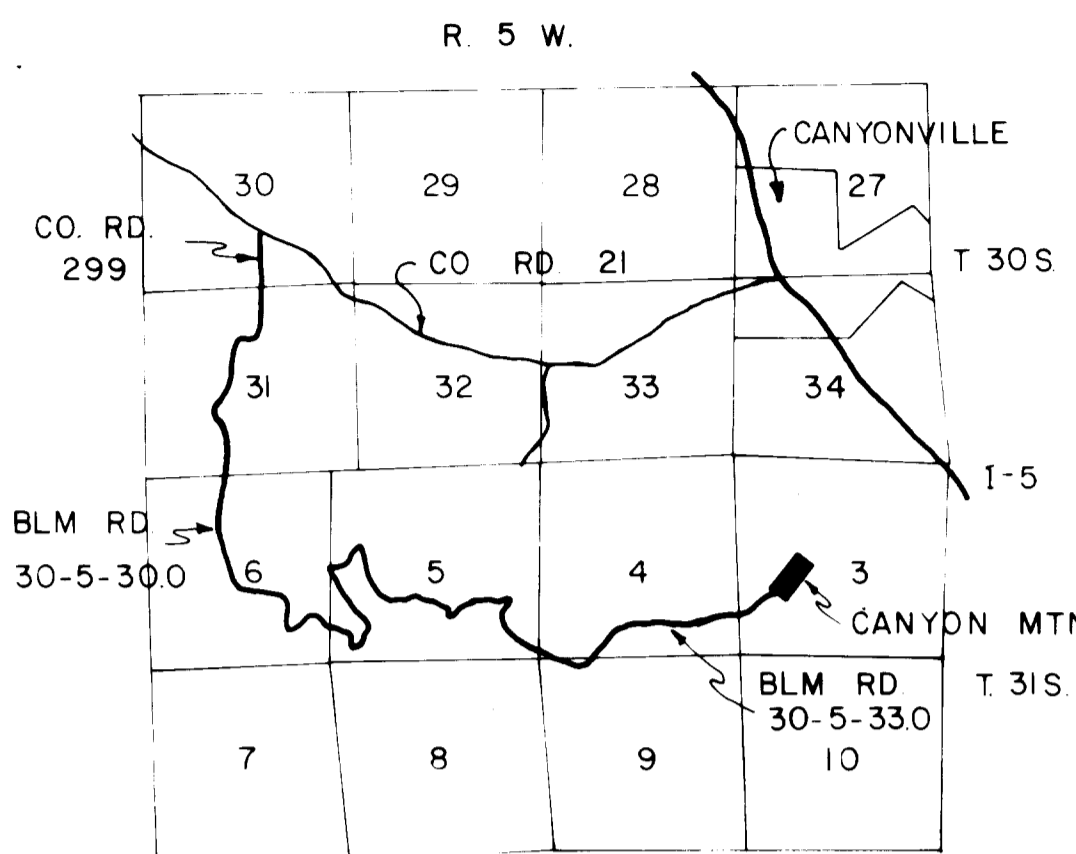 R. 5 W.
CANYONVILLE
30
29
28
27
CO. RD.
299
CO RD 21
T 30S.
31
32
33
34
I-5
BLM RD
30-5-30.0
6
5
4
3
CANYON MTN
BLM RD.
30-5-33.0
T. 31S.
7
8
9
10